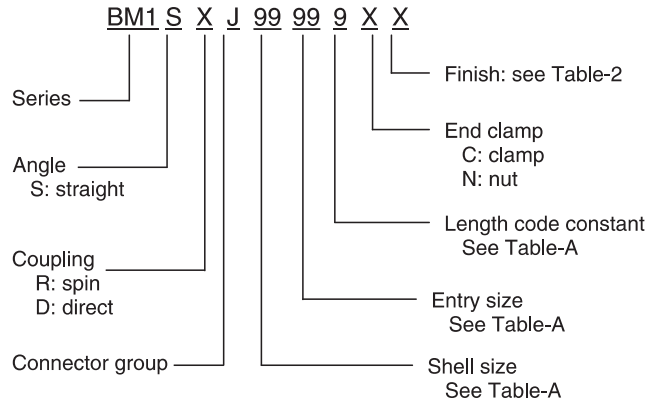 BM1 S X J 99 99 9 X X
Series
Angle
S: straight
Coupling
R: spin
D: direct
Connector group
Finish: see Table-2
End clamp
C: clamp
N: nut
Length code constant
See Table-A
Entry size
See Table-A
Shell size
See Table-A